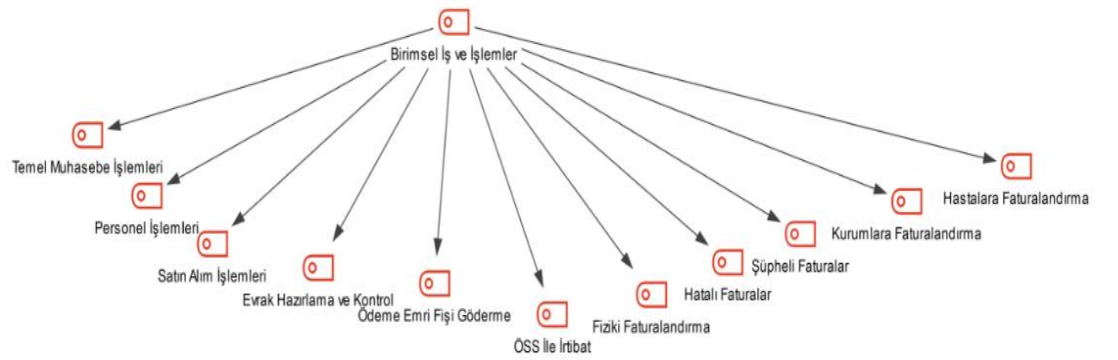 Birimsel İş ve İşlemler
Temel Muhasebe İşlemleri
Personel İşlemleri
Satın Alım İşlemleri
Evrak Hazırlama ve Kontrol
Ödeme Emri Fişi Göderme
ÖSS İle İrtibat
Fiziki Faturalandırma
Hatalı Faturalar
Şüpheli Faturalar
Kurumlara Faturalandırma
Hastalara Faturalandırma